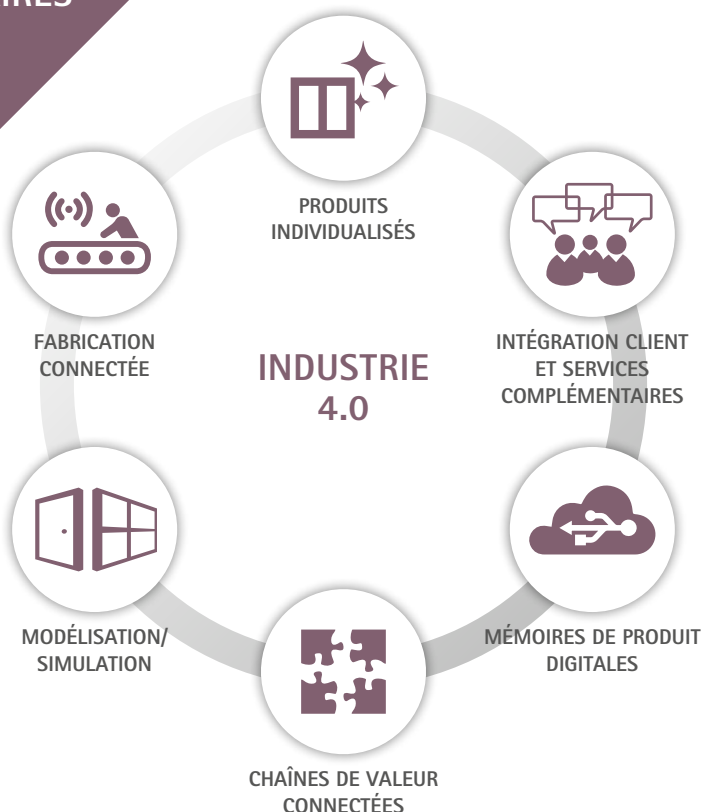 PRODUITS
INDIVIDUALISÉS
INTÉGRATION CLIENT
ET SERVICES
COMPLÉMENTAIRES
FABRICATION
CONNECTÉE
INDUSTRIE
4.0
MODÉLISATION/
SIMULATION
MÉMOIRES DE PRODUIT
DIGITALES
CHAÎNES DE VALEUR
CONNECTÉES